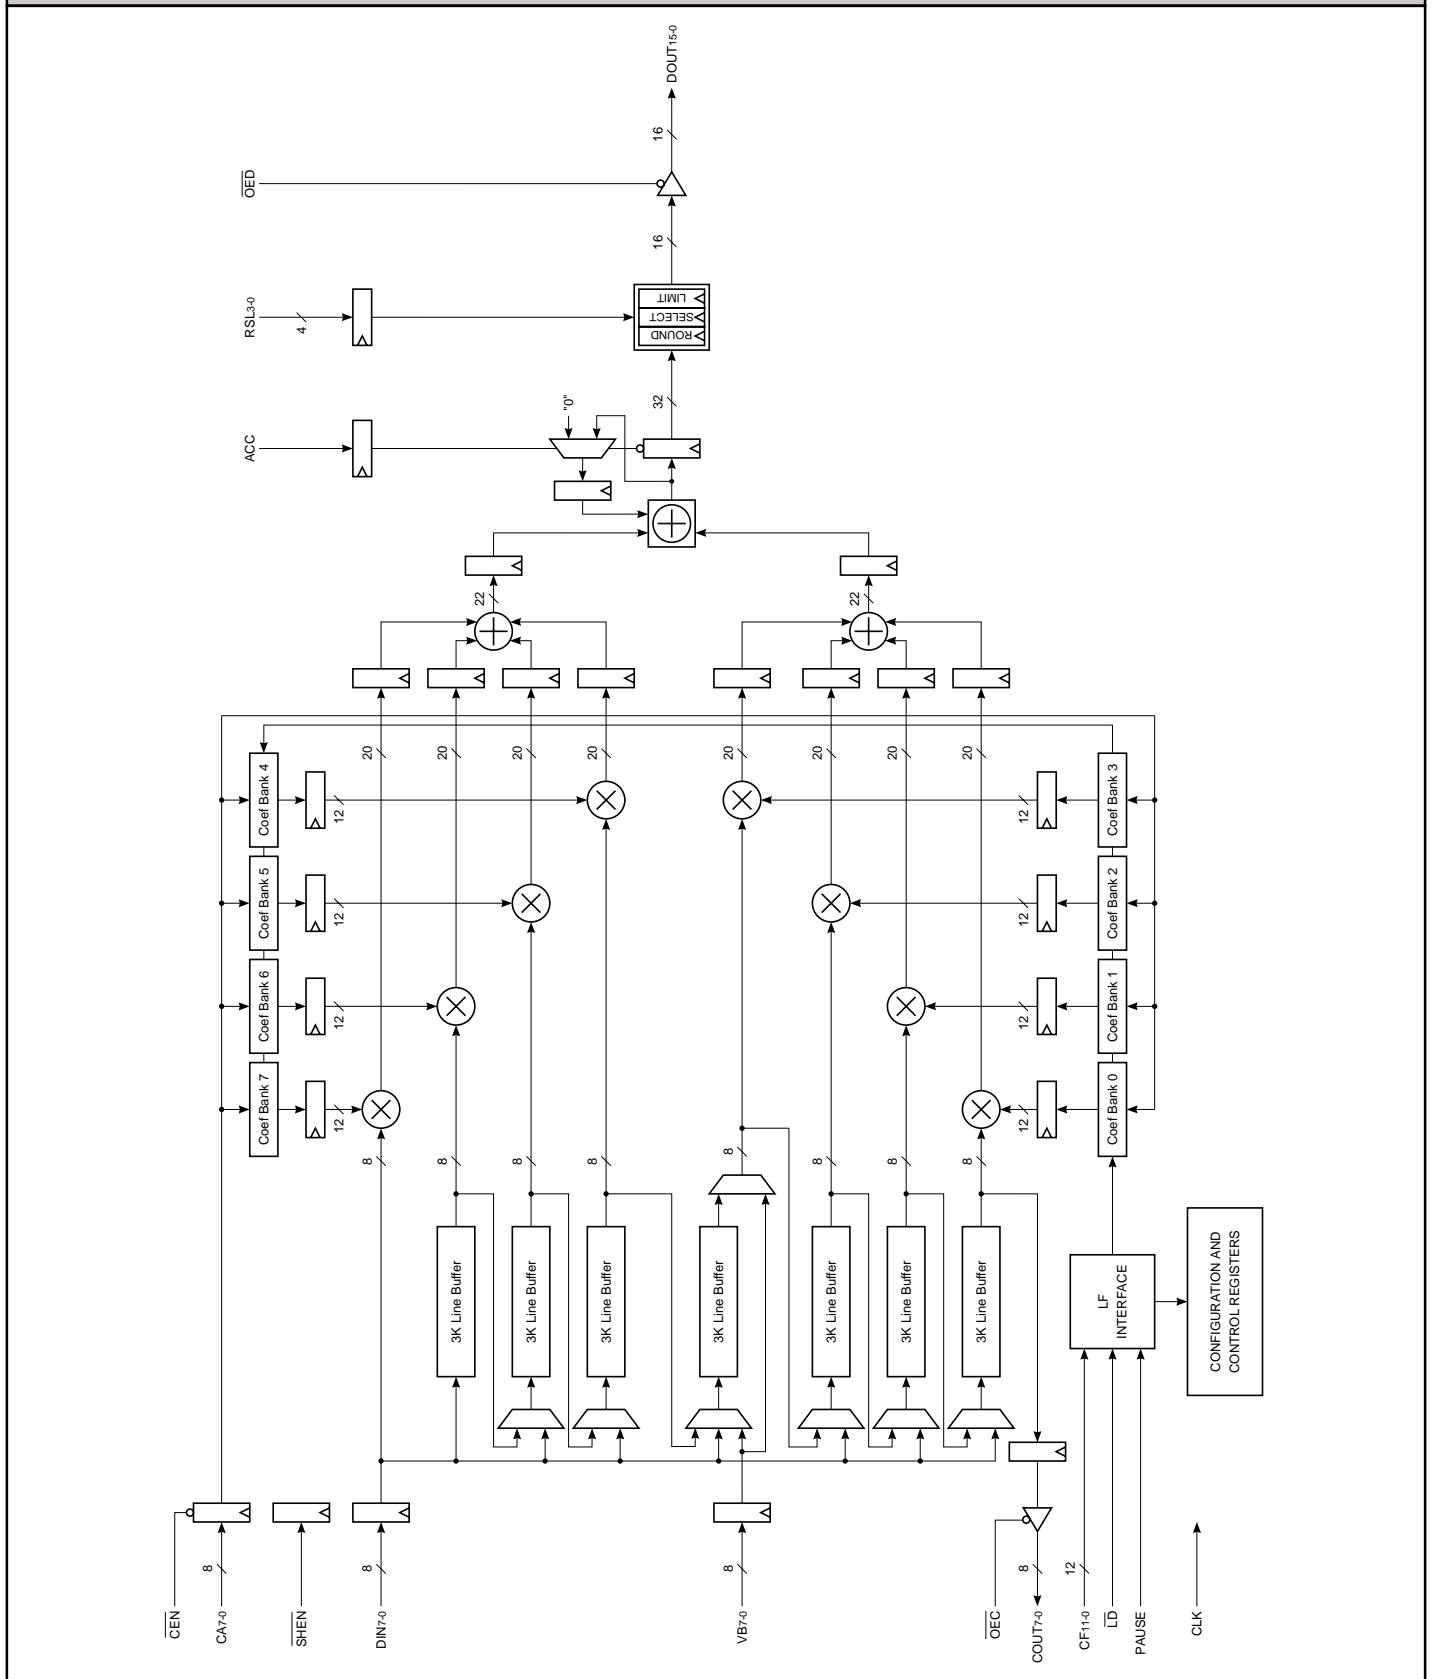 DOUT15-0
16
OED
16
RSL3-0
4
LIMIT
SELECT
ROUND
"0"
32
ACC
22
22
20
20
20
20
20
20
20
20
Coef Bank 4
12
12
Coef Bank 3
Coef Bank 5
12
12
Coef Bank 2
Coef Bank 6
12
12
Coef Bank 1
Coef Bank 7
12
12
Coef Bank 0
8
8
8
8
8
8
8
8
3K Line Buffer
3K Line Buffer
3K Line Buffer
3K Line Buffer
3K Line Buffer
3K Line Buffer
3K Line Buffer
LF
INTERFACE
CONFIGURATION AND
CONTROL REGISTERS
8
8
8
8
12
CEN
CA7-0
SHEN
DIN7-0
VB7-0
OEC
COUT7-0
CF11-0
LD
PAUSE
CLK